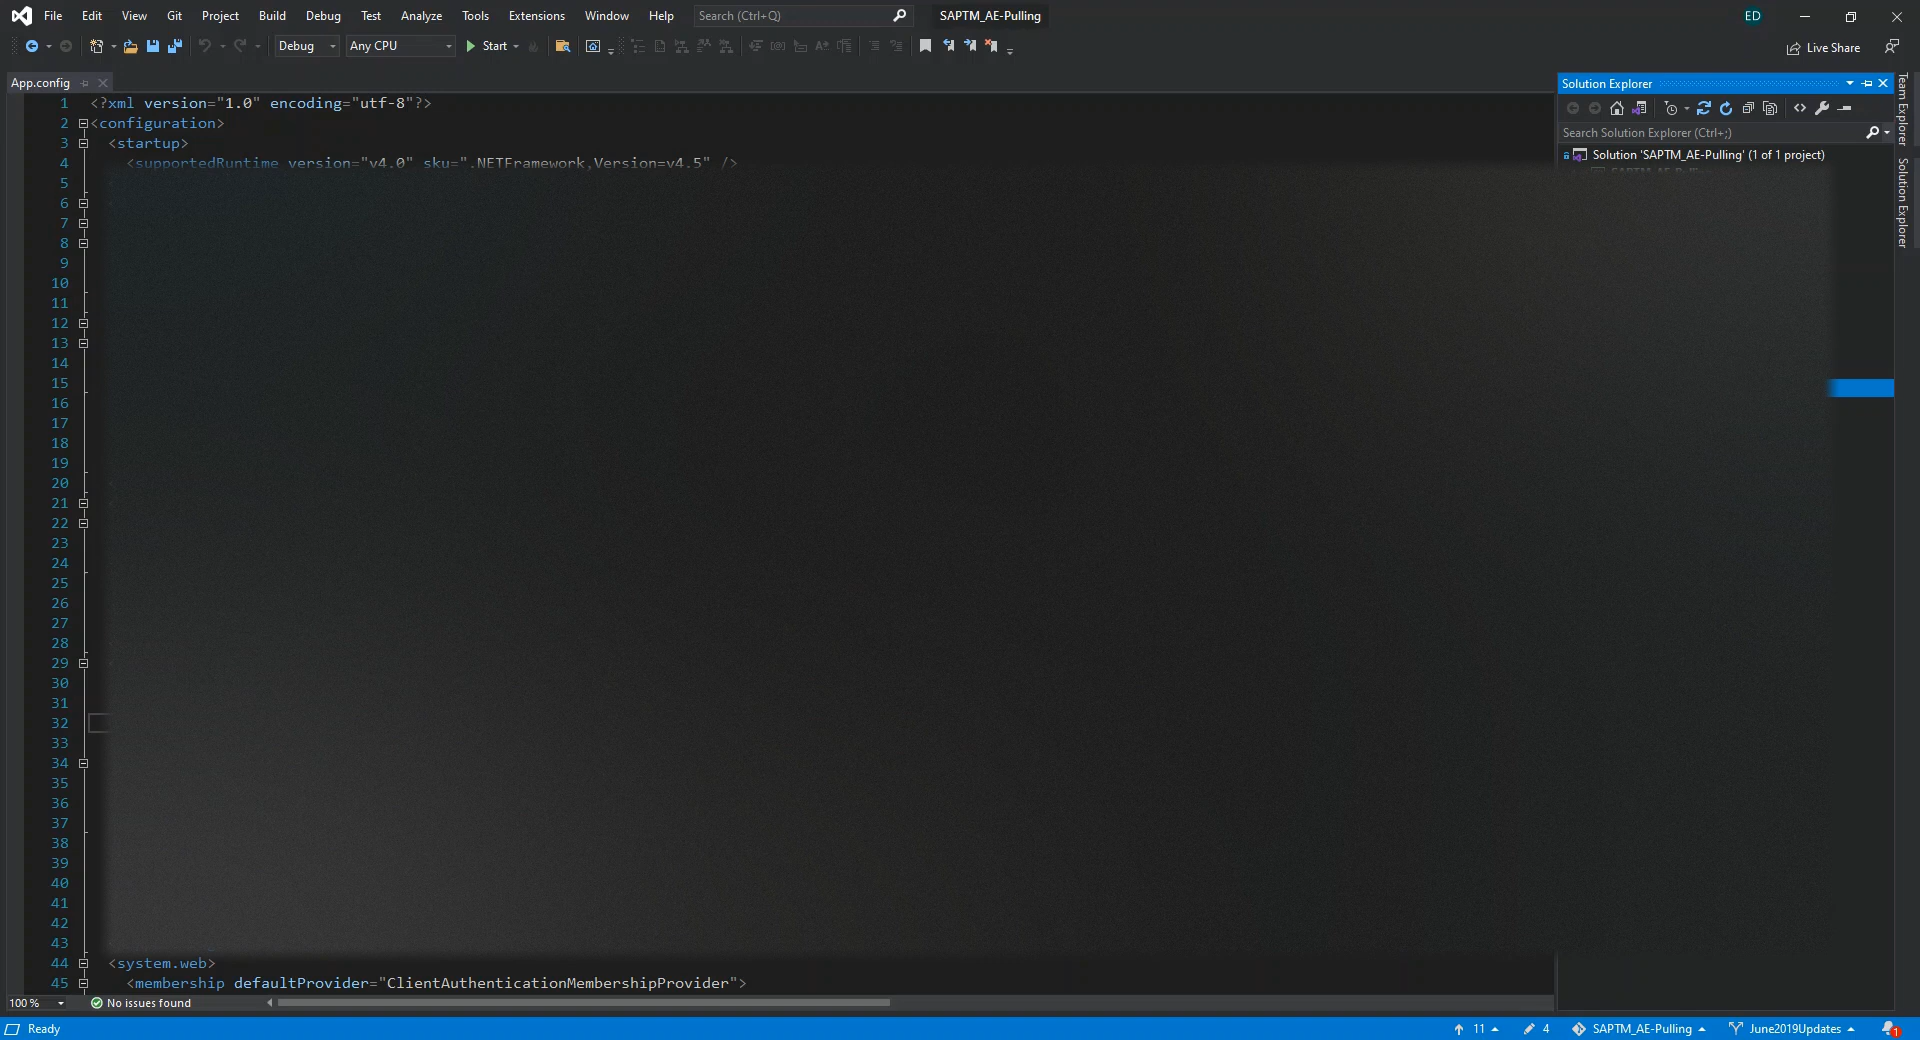 File Edit View Git Project Build Debug Test Analyze Tools Extensions Window Help Search (Ctrl+Q) SAPTM_AE-Pulling ED
Debug Any CPU Start Live Share
App.config
Solution Explorer
Team Explorer
Solution Explorer
Search Solution Explorer (Ctrl+;)
Solution 'SAPTM_AE-Pulling' (1 of 1 project)
SAPTM_AE-Pulling
1 <?xml version="1.0" encoding="utf-8"?>
2 <configuration>
3 <startup>
4 <supportedRuntime version="v4.0" sku=".NETFramework,Version=v4.5" />
5
6
7
8
9
10
11
12
13
14
15
16
17
18
19
20
21
22
23
24
25
26
27
28
29
30
31
32
33
34
35
36
37
38
39
40
41
42
43
44 <system.web>
45 <membership defaultProvider="ClientAuthenticationMembershipProvider">
100 % No issues found
Ready 11 4 SAPTM_AE-Pulling June2019Updates 1